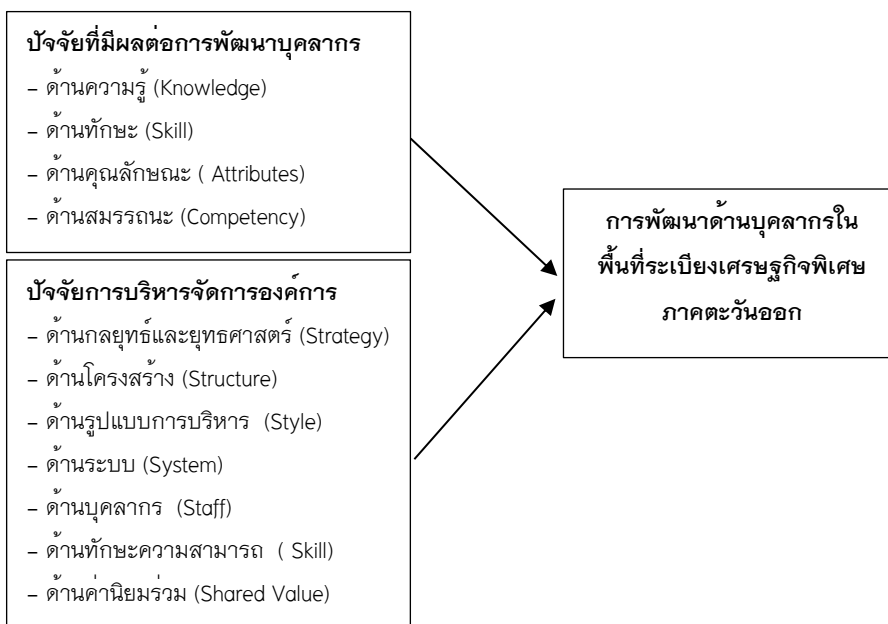 ปัจจัยที่มีผลต่อการพัฒนาบุคลากร
– ด้านความรู้ (Knowledge)
– ด้านทักษะ (Skill)
– ด้านคุณลักษณะ ( Attributes)
– ด้านสมรรถนะ (Competency)
ปัจจัยการบริหารจัดการองค์การ
– ด้านกลยุทธ์และยุทธศาสตร์ (Strategy)
– ด้านโครงสร้าง (Structure)
– ด้านรูปแบบการบริหาร (Style)
– ด้านระบบ (System)
– ด้านบุคลากร (Staff)
– ด้านทักษะความสามารถ ( Skill)
– ด้านค่านิยมร่วม (Shared Value)
การพัฒนาด้านบุคลากรใน
พื้นที่ระเบียงเศรษฐกิจพิเศษ
ภาคตะวันออก